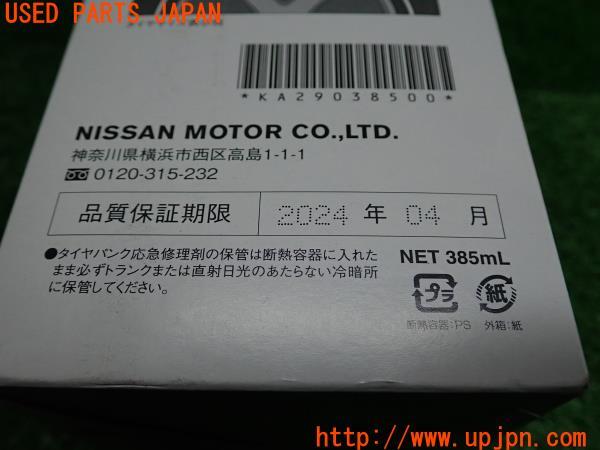 USED PARTS JAPAN
*KA29038500*
NISSAN MOTOR CO.,LTD.
神奈川県横浜市西区高島1-1-1
0120-315-232
品質保証期限 2024 年 04 月
●タイヤパンク応急修理剤の保管は断熱容器に入れた
まま必ずトランクまたは直射日光のあたらない冷暗所
に保管してください。
NET 385mL
プラ 紙
断熱容器:PS 外箱:紙
http://www.upjpn.com/